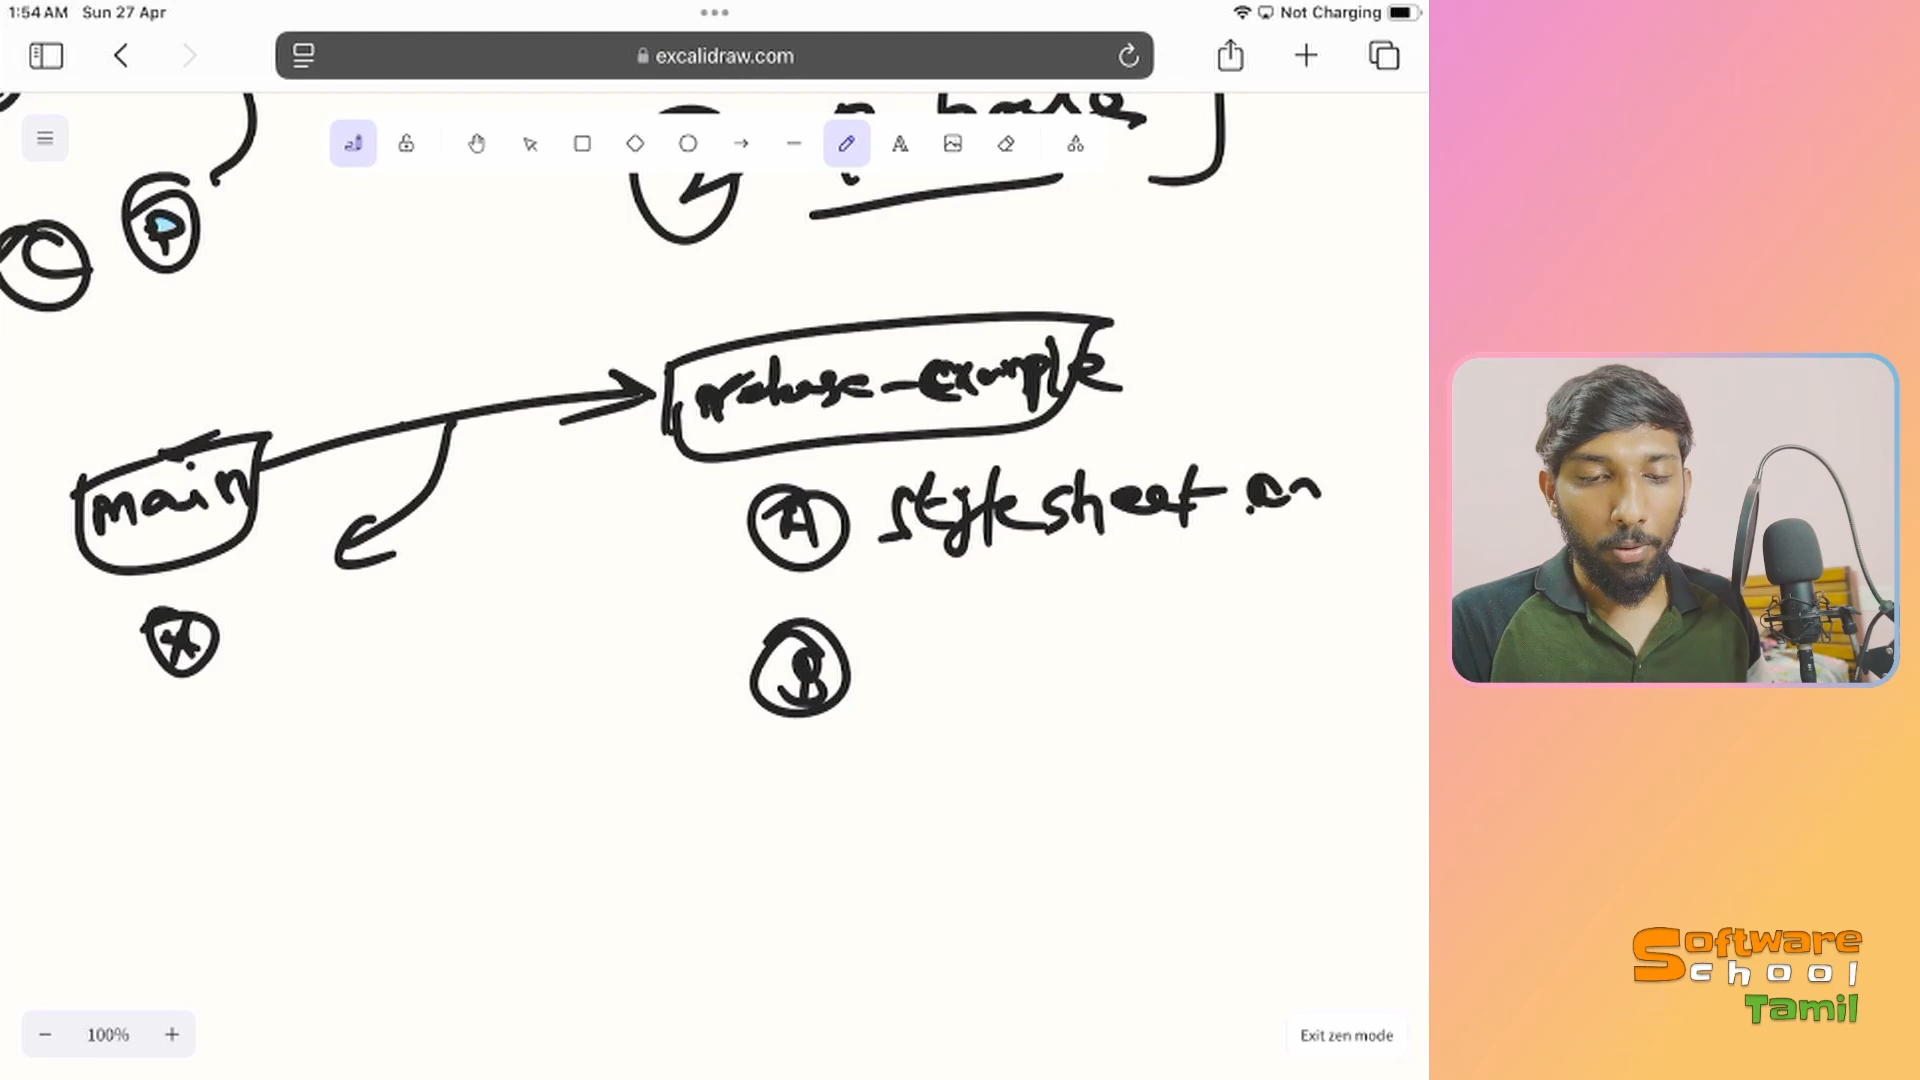 1:54 AM Sun 27 Apr
Not Charging
excalidraw.com
P
C
rebase-example
main
A stylesheet
X
B
100%
Exit zen mode
Software
School
Tamil